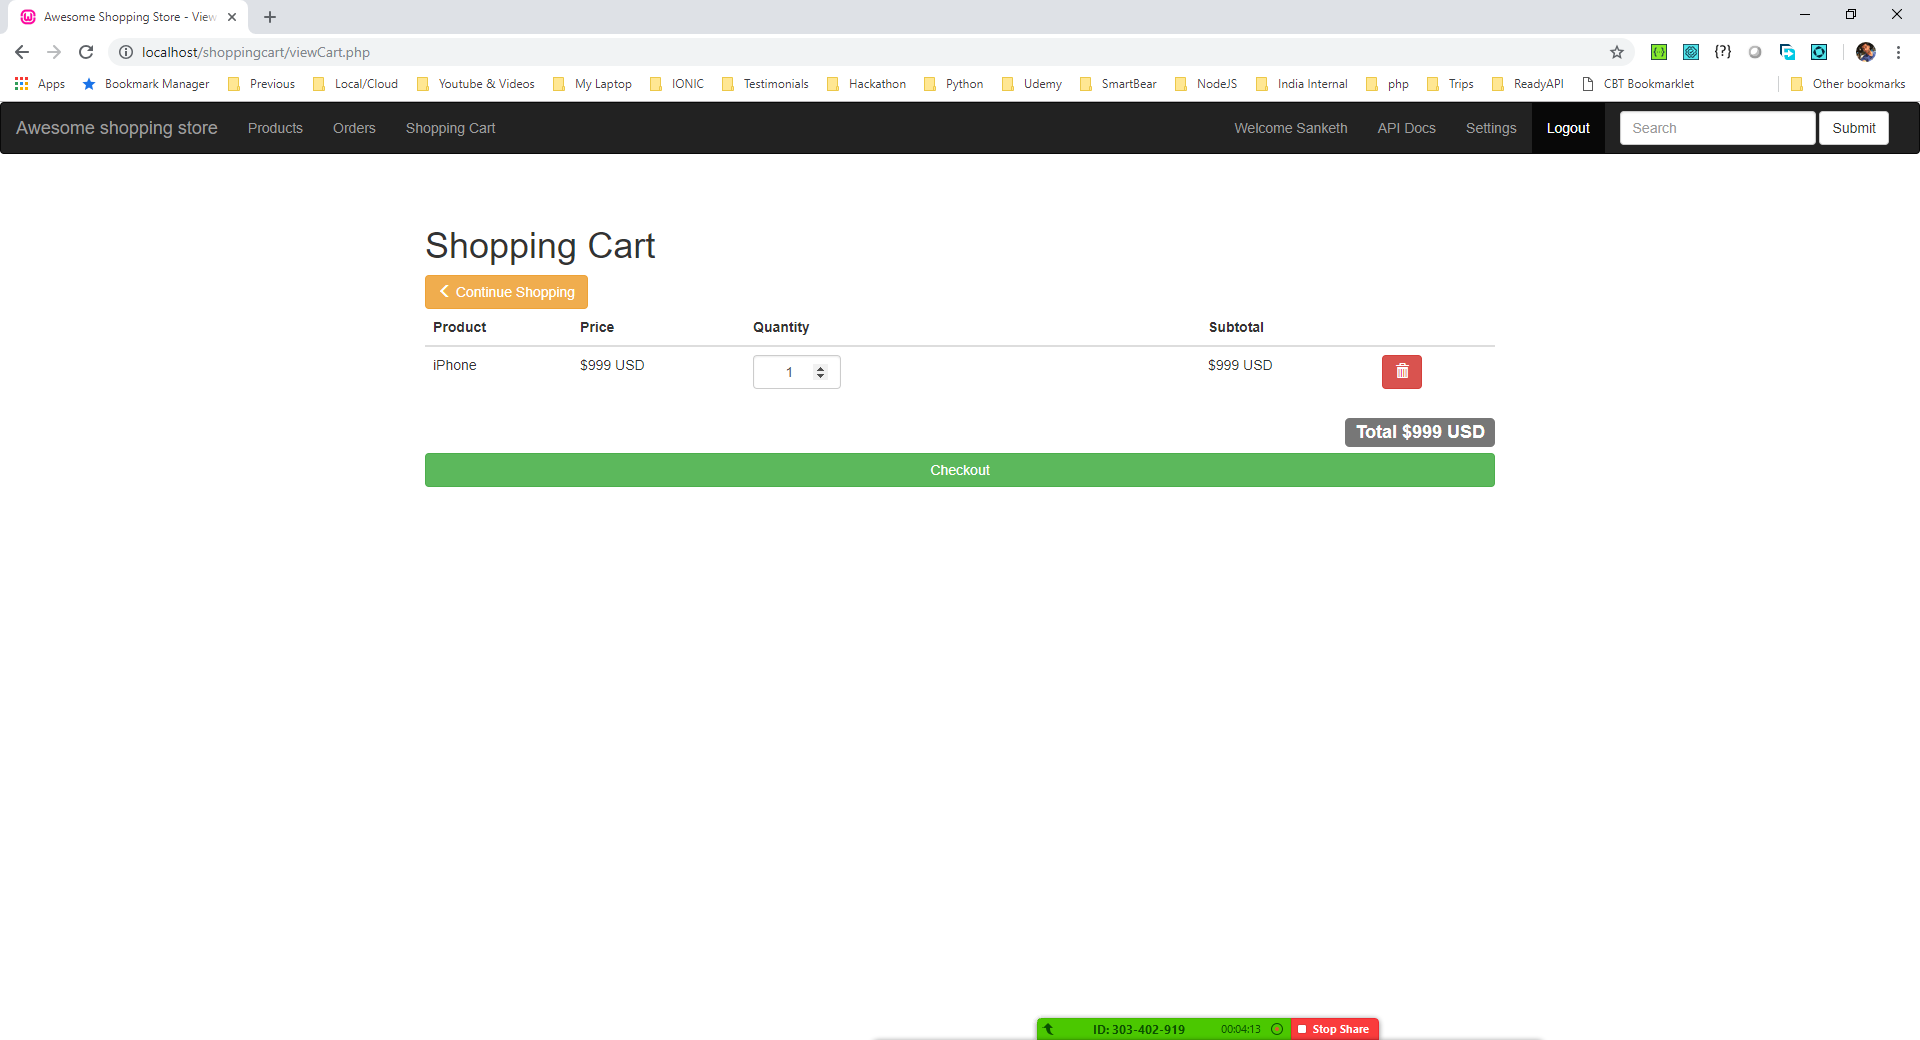 Awesome Shopping Store - View
localhost/shoppingcart/viewCart.php
{?}
Apps Bookmark Manager Previous Local/Cloud Youtube & Videos My Laptop IONIC Testimonials Hackathon Python Udemy SmartBear NodeJS India Internal php Trips ReadyAPI CBT Bookmarklet Other bookmarks
Awesome shopping store Products Orders Shopping Cart Welcome Sanketh API Docs Settings Logout Search Submit
Shopping Cart
Continue Shopping
Product Price Quantity Subtotal
iPhone $999 USD 1 $999 USD
Total $999 USD
Checkout
ID: 303-402-919 00:04:13 Stop Share